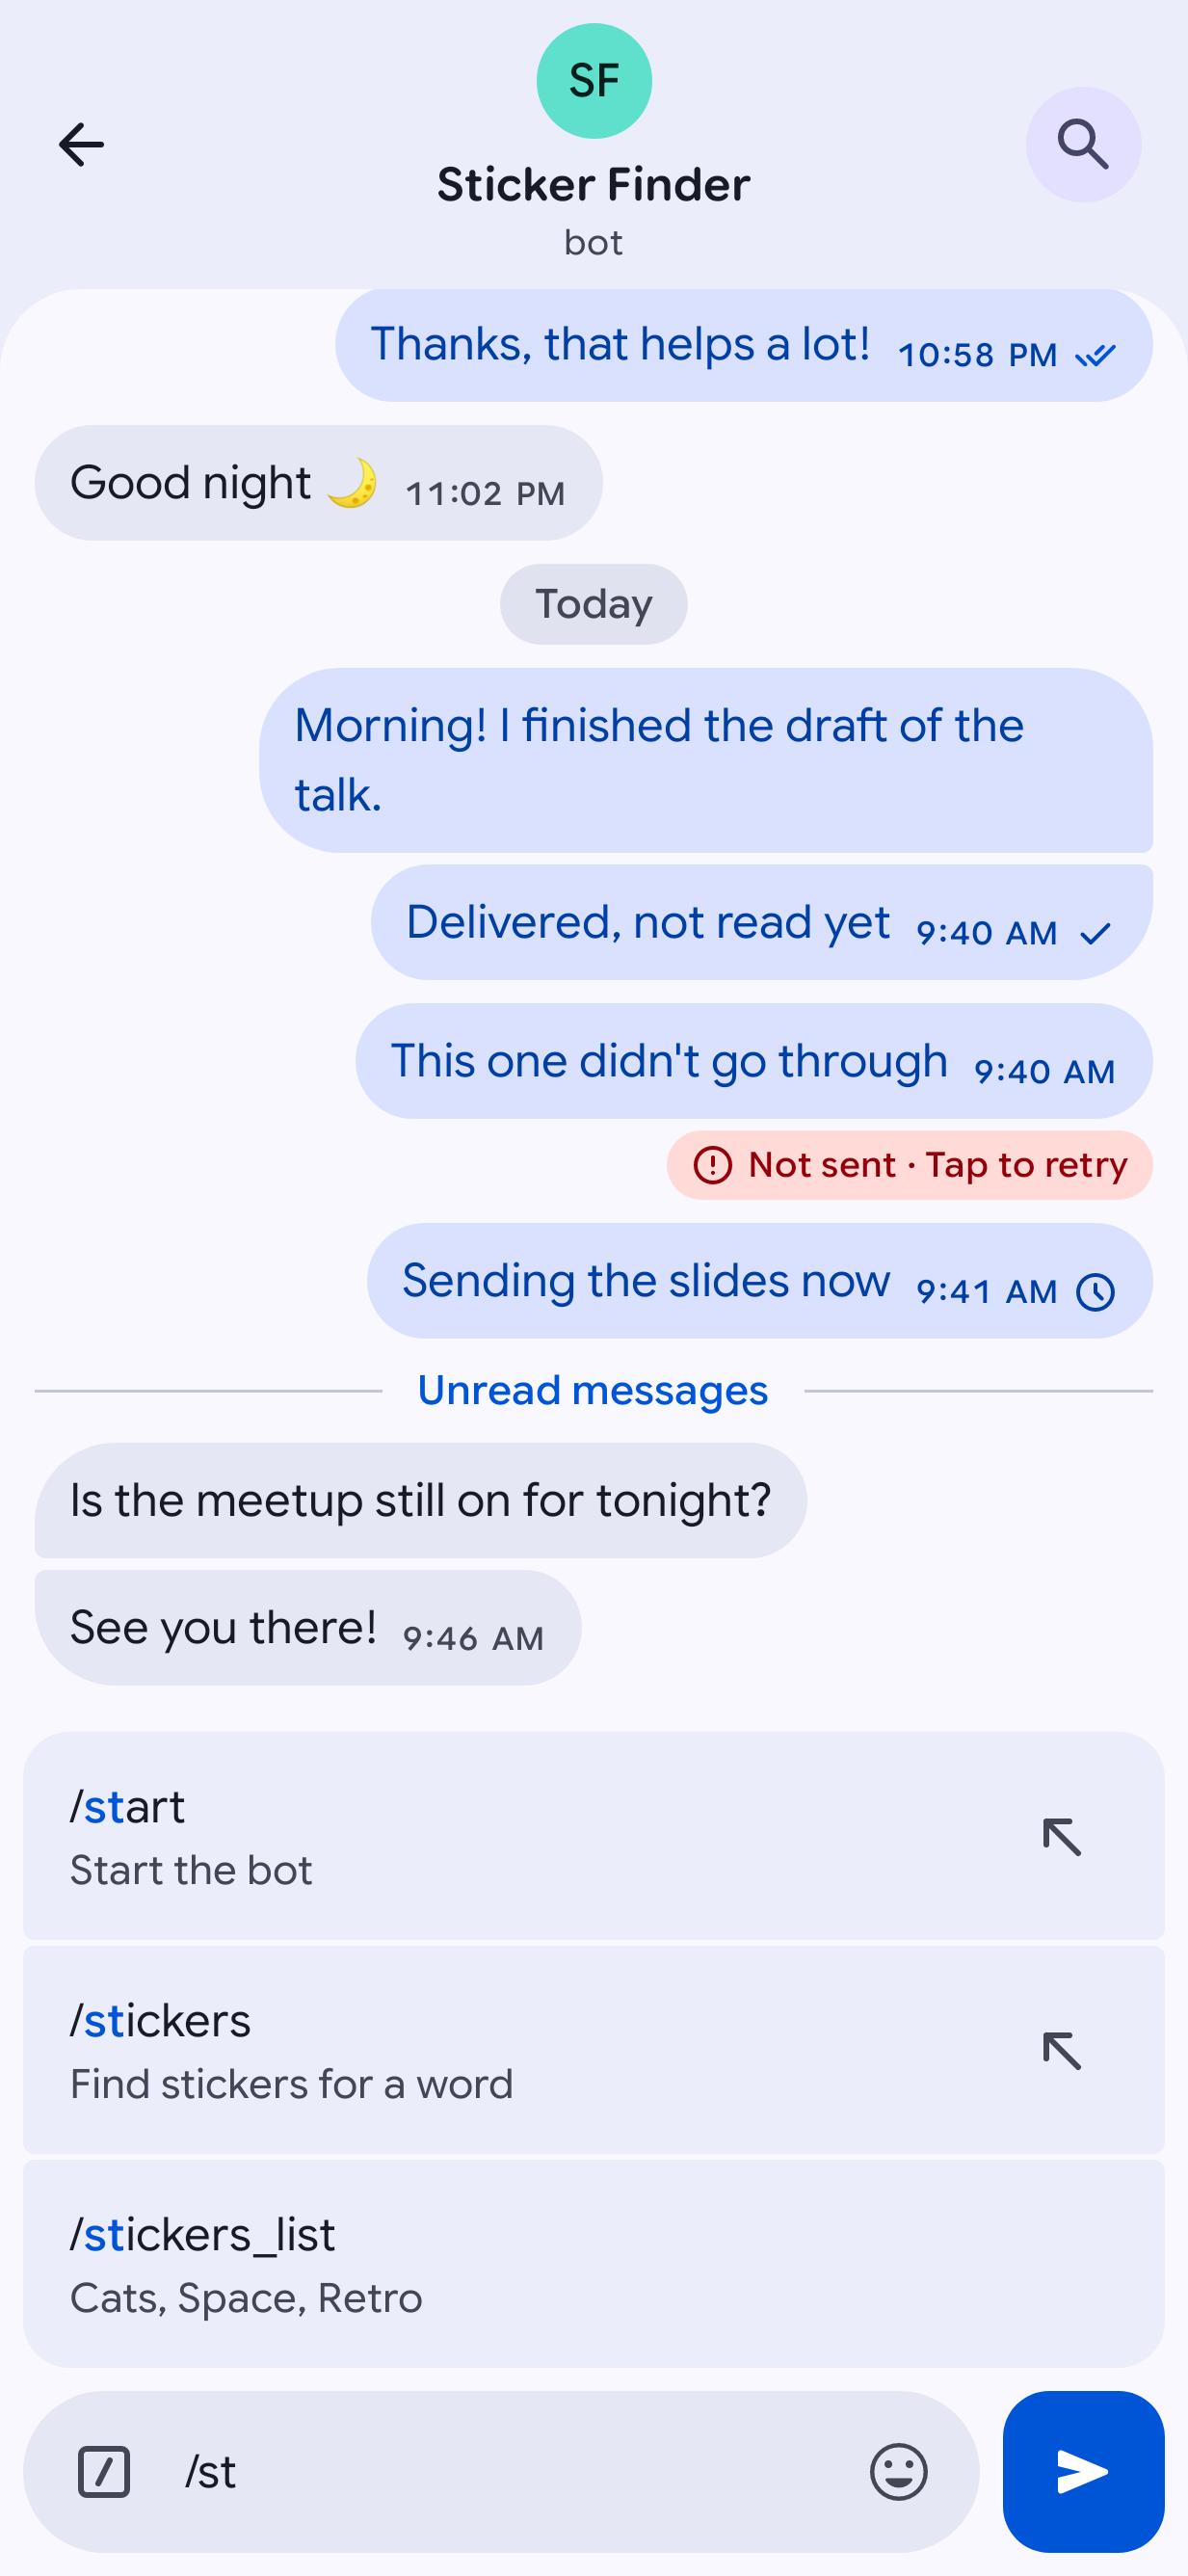 SF
Sticker Finder
bot
Thanks, that helps a lot! 10:58 PM
Good night 🌙 11:02 PM
Today
Morning! I finished the draft of the
talk.
Delivered, not read yet 9:40 AM
This one didn't go through 9:40 AM
Not sent · Tap to retry
Sending the slides now 9:41 AM
Unread messages
Is the meetup still on for tonight?
See you there! 9:46 AM
/start
Start the bot
/stickers
Find stickers for a word
/stickers_list
Cats, Space, Retro
/st